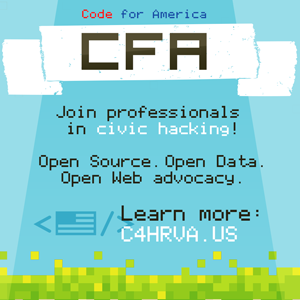 Code for America
CFA
Join professionals
in civic hacking!
Open Source. Open Data.
Open Web advocacy.
Learn more:
C4HRVA.US